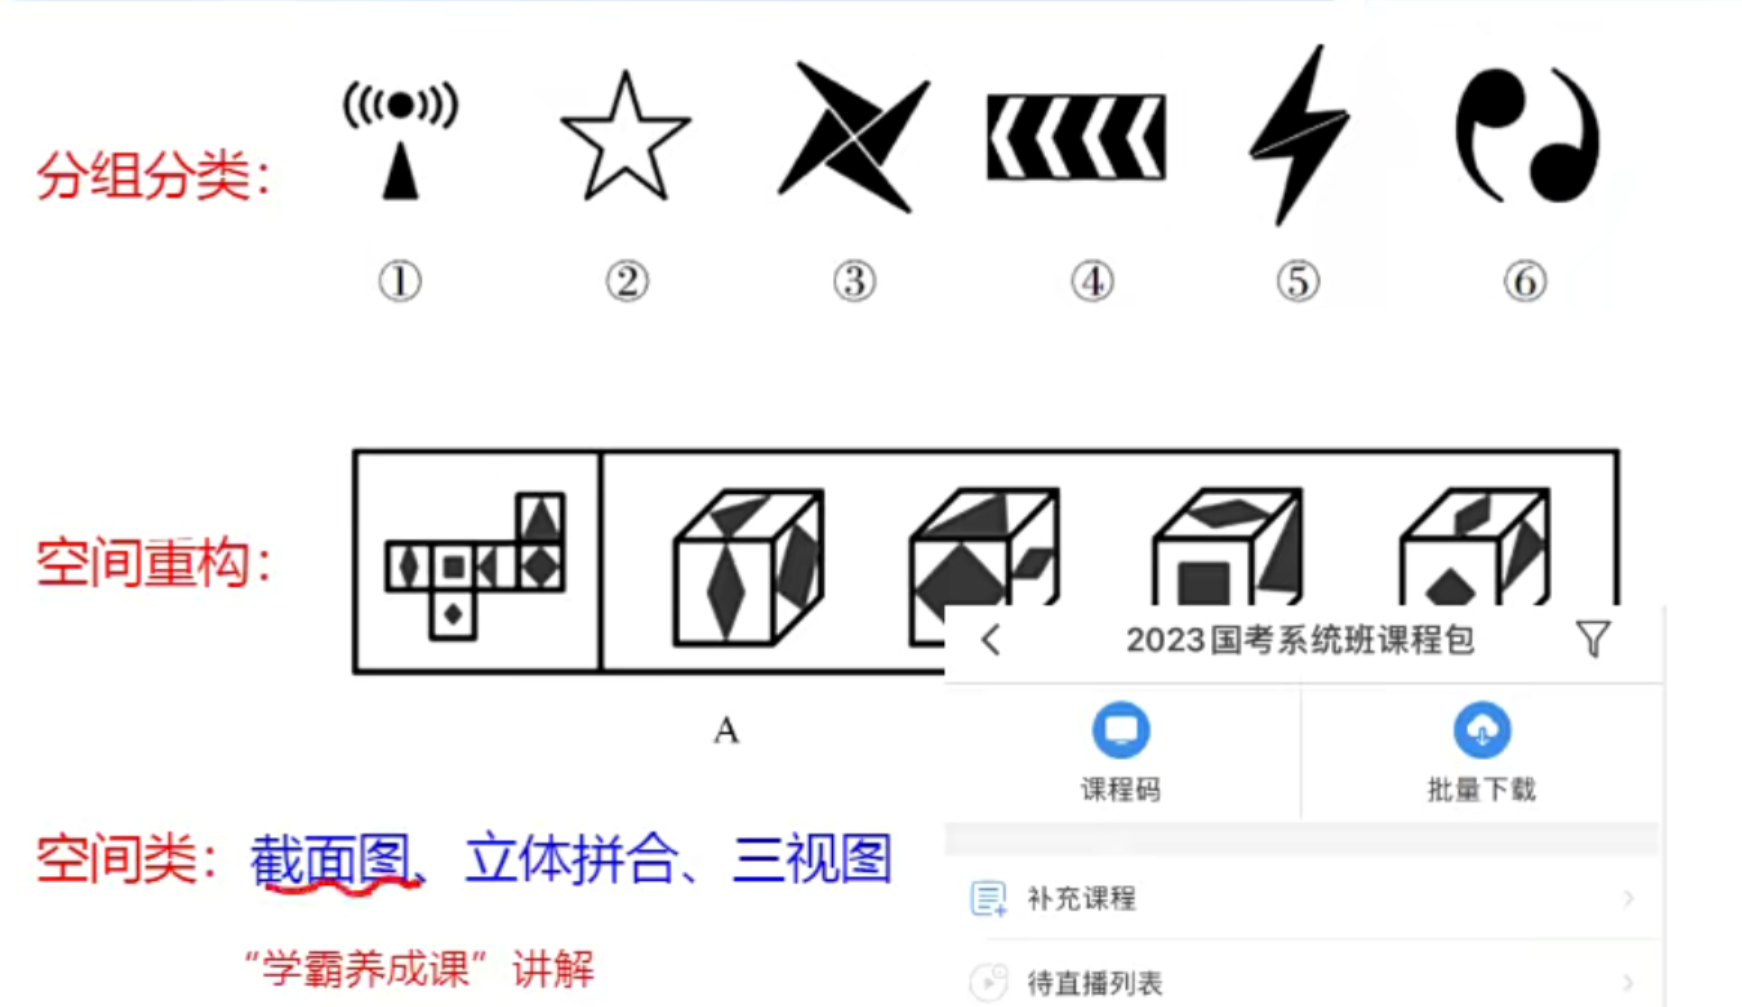 分组分类：
① ② ③ ④ ⑤ ⑥
空间重构：
A
空间类：截面图、立体拼合、三视图
“学霸养成课”讲解
2023国考系统班课程包
课程码 批量下载
补充课程
待直播列表